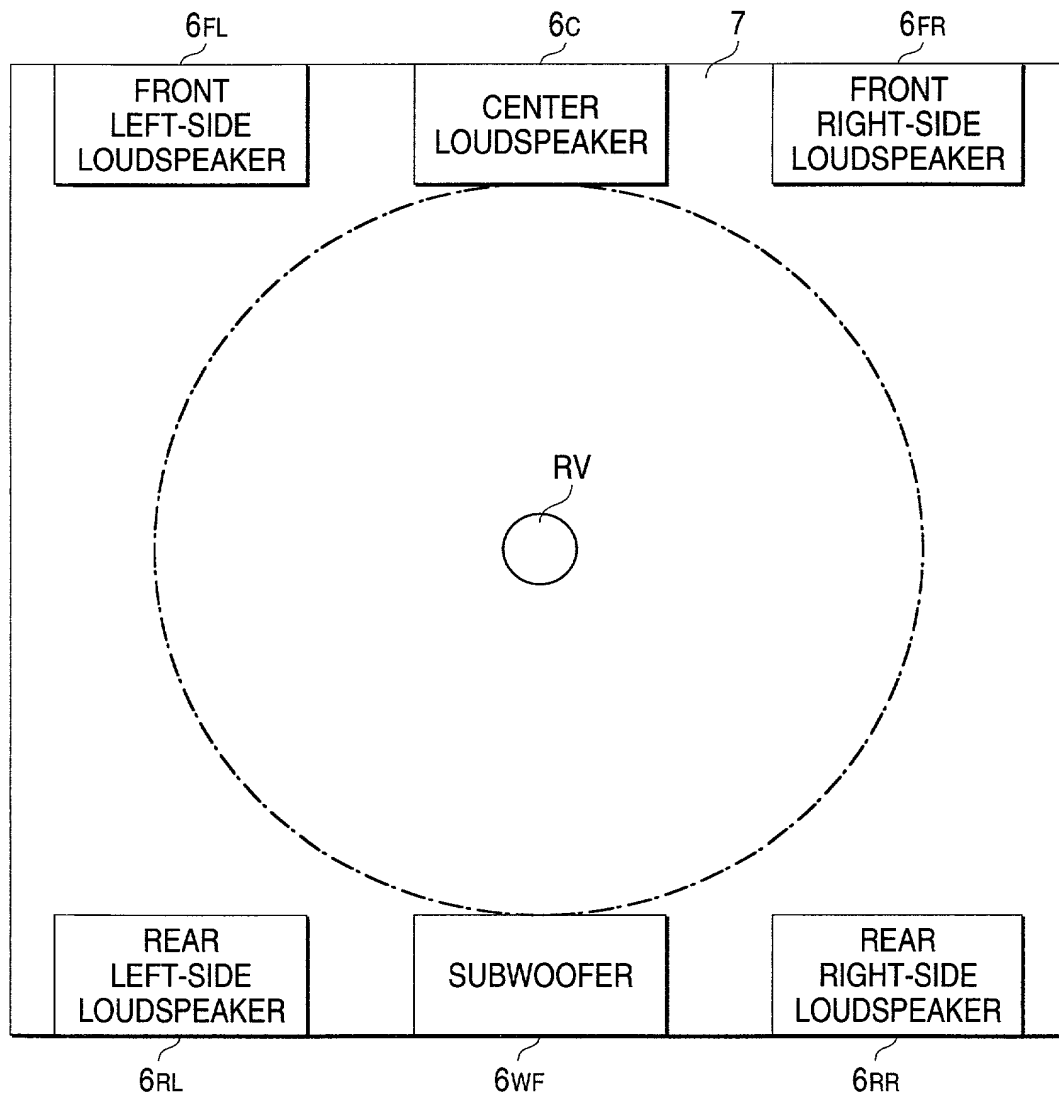 6FL
6C
7
6FR
FRONT
LEFT-SIDE
LOUDSPEAKER
CENTER
LOUDSPEAKER
FRONT
RIGHT-SIDE
LOUDSPEAKER
RV
REAR
LEFT-SIDE
LOUDSPEAKER
SUBWOOFER
REAR
RIGHT-SIDE
LOUDSPEAKER
6RL
6WF
6RR